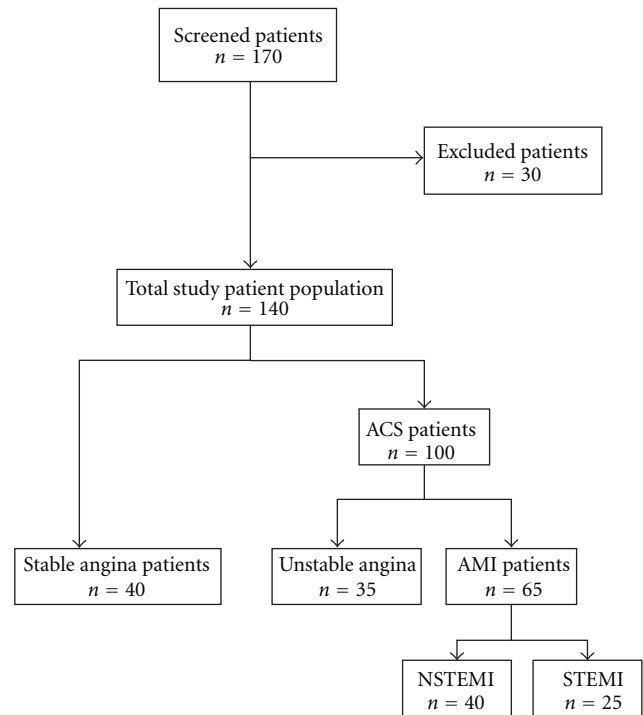 Screened patients
n = 170
Excluded patients
n = 30
Total study patient population
n = 140
ACS patients
n = 100
Stable angina patients
n = 40
Unstable angina
n = 35
AMI patients
n = 65
NSTEMI
n = 40
STEMI
n = 25